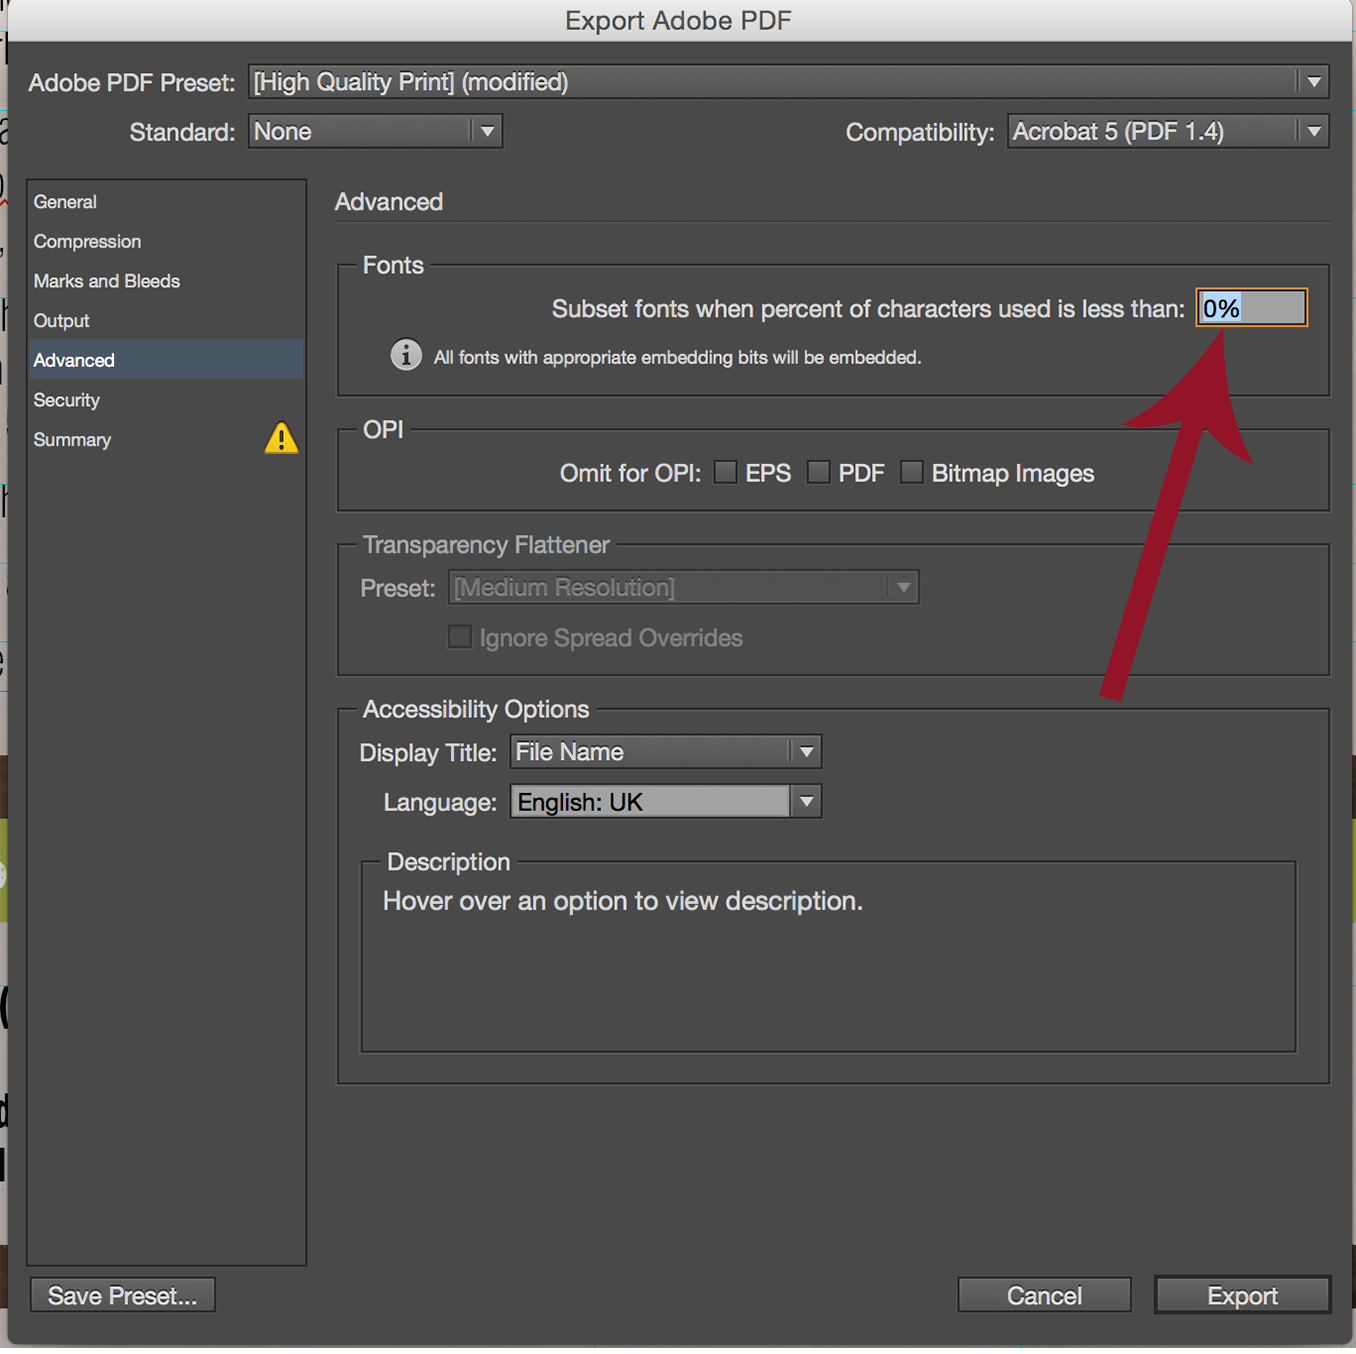 Export Adobe PDF
Adobe PDF Preset: [High Quality Print] (modified)
Standard: None Compatibility: Acrobat 5 (PDF 1.4)
General
Compression
Marks and Bleeds
Output
Advanced
Security
Summary
Advanced
Fonts
Subset fonts when percent of characters used is less than: 0%
All fonts with appropriate embedding bits will be embedded.
OPI
Omit for OPI: EPS PDF Bitmap Images
Transparency Flattener
Preset: [Medium Resolution]
Ignore Spread Overrides
Accessibility Options
Display Title: File Name
Language: English: UK
Description
Hover over an option to view description.
Save Preset... Cancel Export